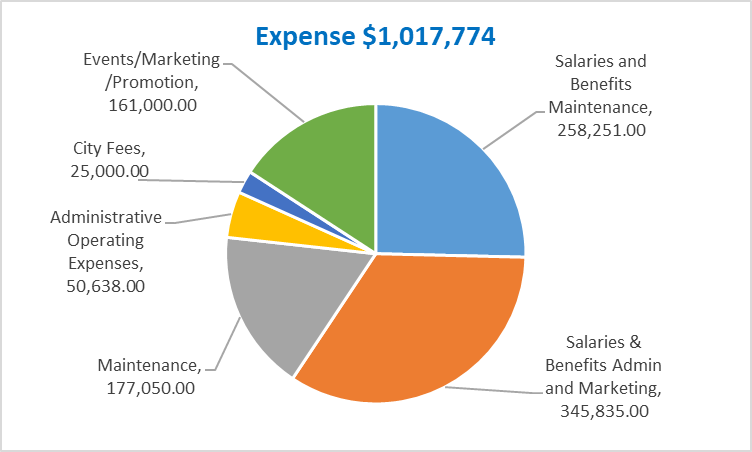 Expense $1,017,774
Events/Marketing
/Promotion,
161,000.00
Salaries and
Benefits
Maintenance,
258,251.00
City Fees,
25,000.00
Administrative
Operating
Expenses,
50,638.00
Maintenance,
177,050.00
Salaries &
Benefits Admin
and Marketing,
345,835.00